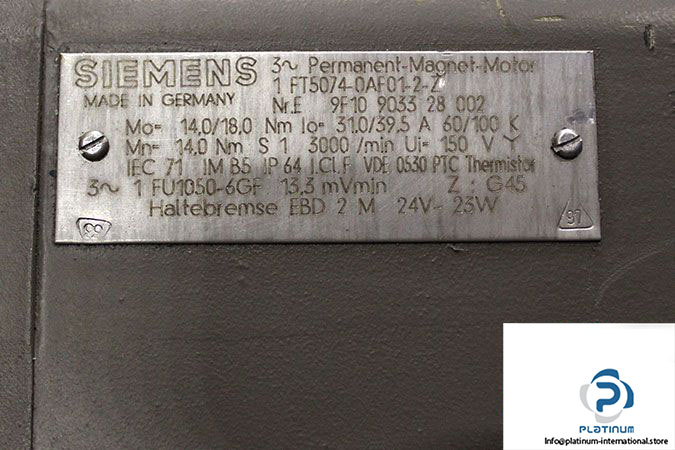 SIEMENS 3~ Permanent-Magnet-Motor
1 FT5074-0AF01-2-Z
MADE IN GERMANY Nr.E 9F10 9033 28 002
Mo= 14,0/18,0 Nm Io= 31,0/39,5 A 60/100 K
Mn= 14,0 Nm S 1 3000 /min Ui= 150 V Y
IEC 71 IM B5 IP 64 I.Cl.F VDE 0530 PTC Thermistor
3~ 1 FU1050-6GF 13,3 mVmin Z : G45
Haltebremse EBD 2 M 24V- 23W
97
PLATINUM
Info@platinum-international.store